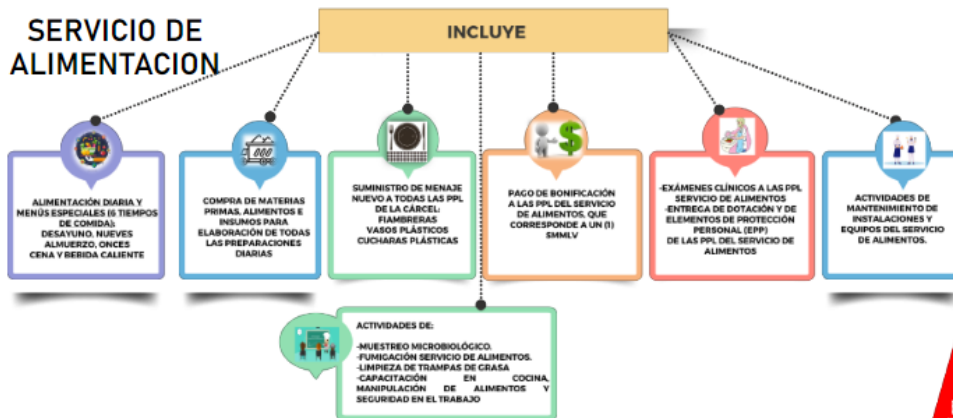 SERVICIO DE
ALIMENTACION
INCLUYE
ALIMENTACIÓN DIARIA Y
MENÚS ESPECIALES (6 TIEMPOS
DE COMIDA):
DESAYUNO, NUEVES
ALMUERZO, ONCES
CENA Y BEBIDA CALIENTE
COMPRA DE MATERIAS
PRIMAS, ALIMENTOS E
INSUMOS PARA
ELABORACIÓN DE TODAS
LAS PREPARACIONES
DIARIAS
SUMINISTRO DE MENAJE
NUEVO A TODAS LAS PPL
DE LA CÁRCEL:
FIAMBRERAS
VASOS PLÁSTICOS
CUCHARAS PLÁSTICAS
PAGO DE BONIFICACIÓN
A LAS PPL DEL SERVICIO
DE ALIMENTOS, QUE
CORRESPONDE A UN (1)
SMMLV
-EXÁMENES CLÍNICOS A LAS PPL
SERVICIO DE ALIMENTOS
-ENTREGA DE DOTACIÓN Y DE
ELEMENTOS DE PROTECCIÓN
PERSONAL (EPP)
DE LAS PPL DEL SERVICIO DE
ALIMENTOS
ACTIVIDADES DE
MANTENIMIENTO DE
INSTALACIONES Y
EQUIPOS DEL SERVICIO
DE ALIMENTOS.
ACTIVIDADES DE:
-MUESTREO MICROBIOLÓGICO.
-FUMIGACIÓN SERVICIO DE ALIMENTOS.
-LIMPIEZA DE TRAMPAS DE GRASA
-CAPACITACIÓN EN COCINA,
MANIPULACIÓN DE ALIMENTOS Y
SEGURIDAD EN EL TRABAJO